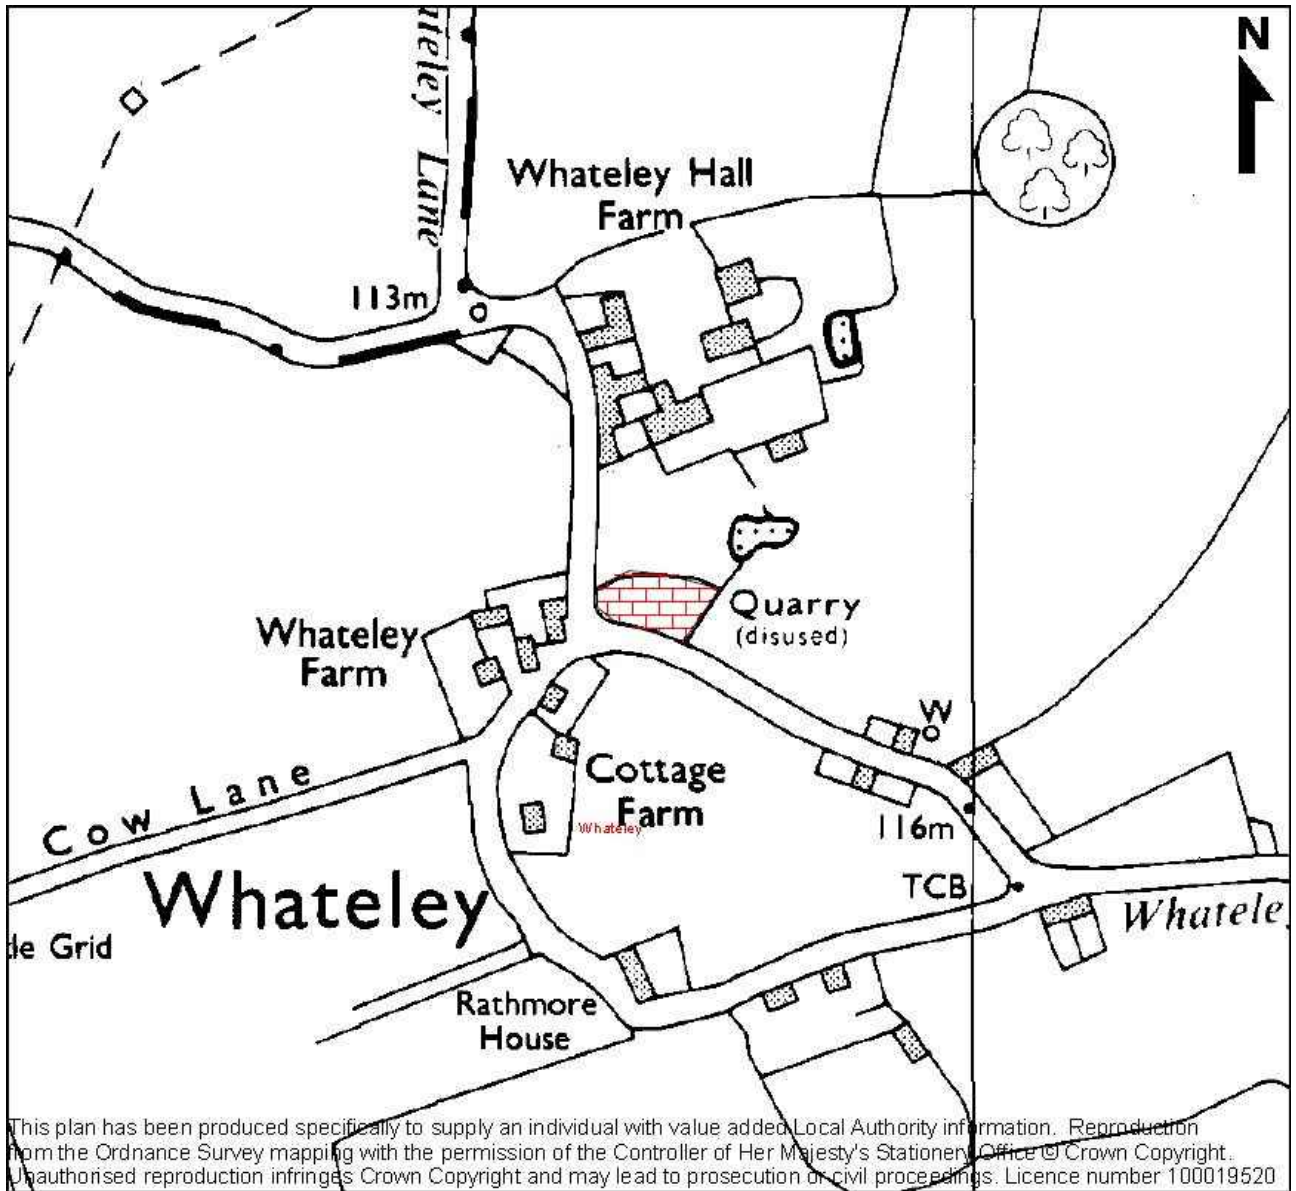 N
uteley Lane
Whateley Hall
Farm
113m
Quarry
(disused)
Whateley
Farm
W
Cottage
Farm
Whateley
Cow Lane
116m
TCB
Whateley
Whateley
de Grid
Rathmore
House
This plan has been produced specifically to supply an individual with value added Local Authority information. Reproduction
from the Ordnance Survey mapping with the permission of the Controller of Her Majesty's Stationery Office © Crown Copyright.
Unauthorised reproduction infringes Crown Copyright and may lead to prosecution or civil proceedings. Licence number 100019520